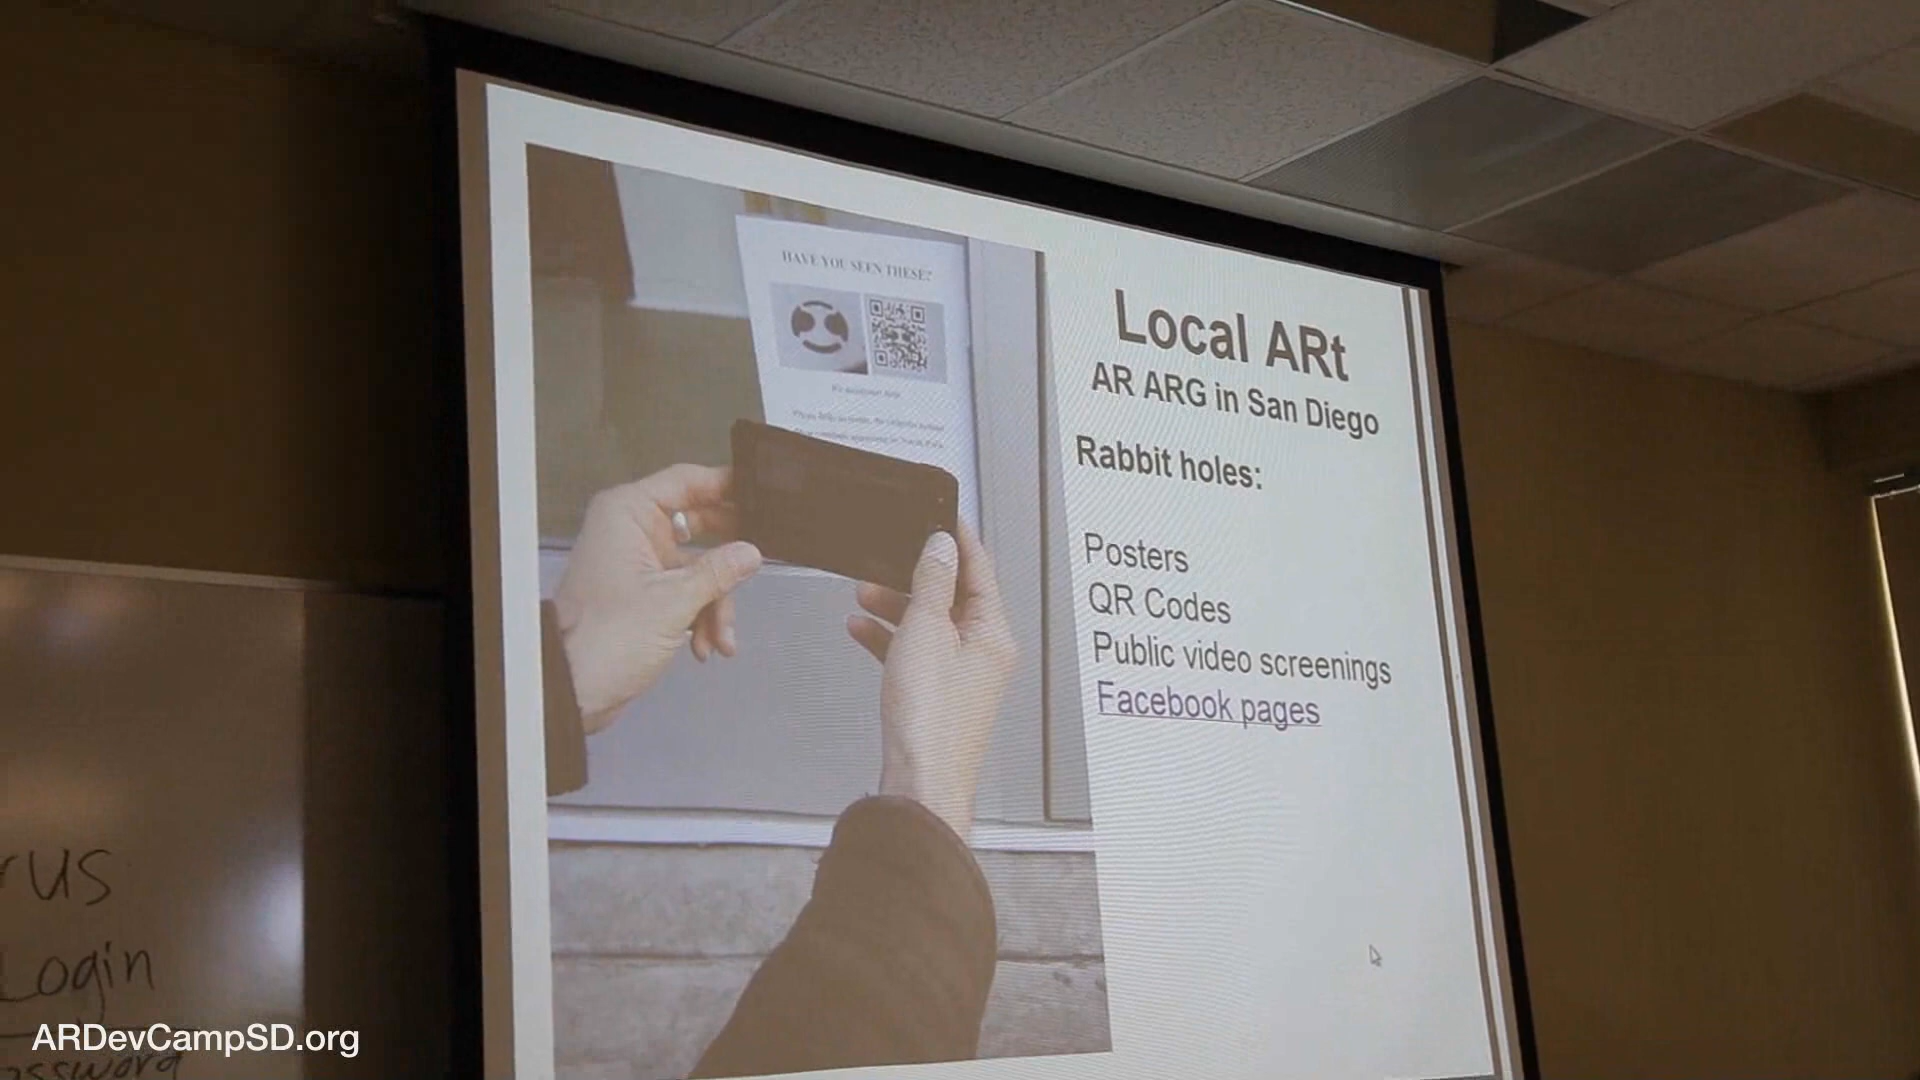 HAVE YOU SEEN THESE?
Local ARt
AR ARG in San Diego
Rabbit holes:
Posters
QR Codes
Public video screenings
Facebook pages
rus
Login
assword
ARDevCampSD.org